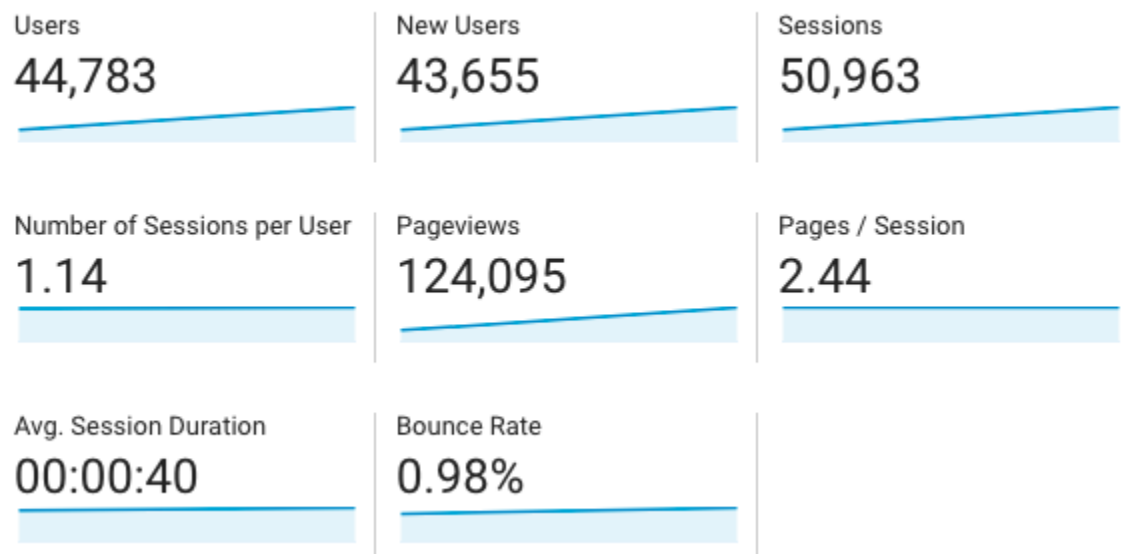 Users
44,783
New Users
43,655
Sessions
50,963
Number of Sessions per User
1.14
Pageviews
124,095
Pages / Session
2.44
Avg. Session Duration
00:00:40
Bounce Rate
0.98%